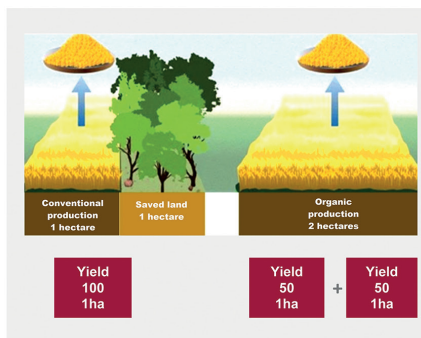 Conventional
production
1 hectare
Saved land
1 hectare
Organic
production
2 hectares
Yield
100
1ha
Yield
50
1ha
+
Yield
50
1ha